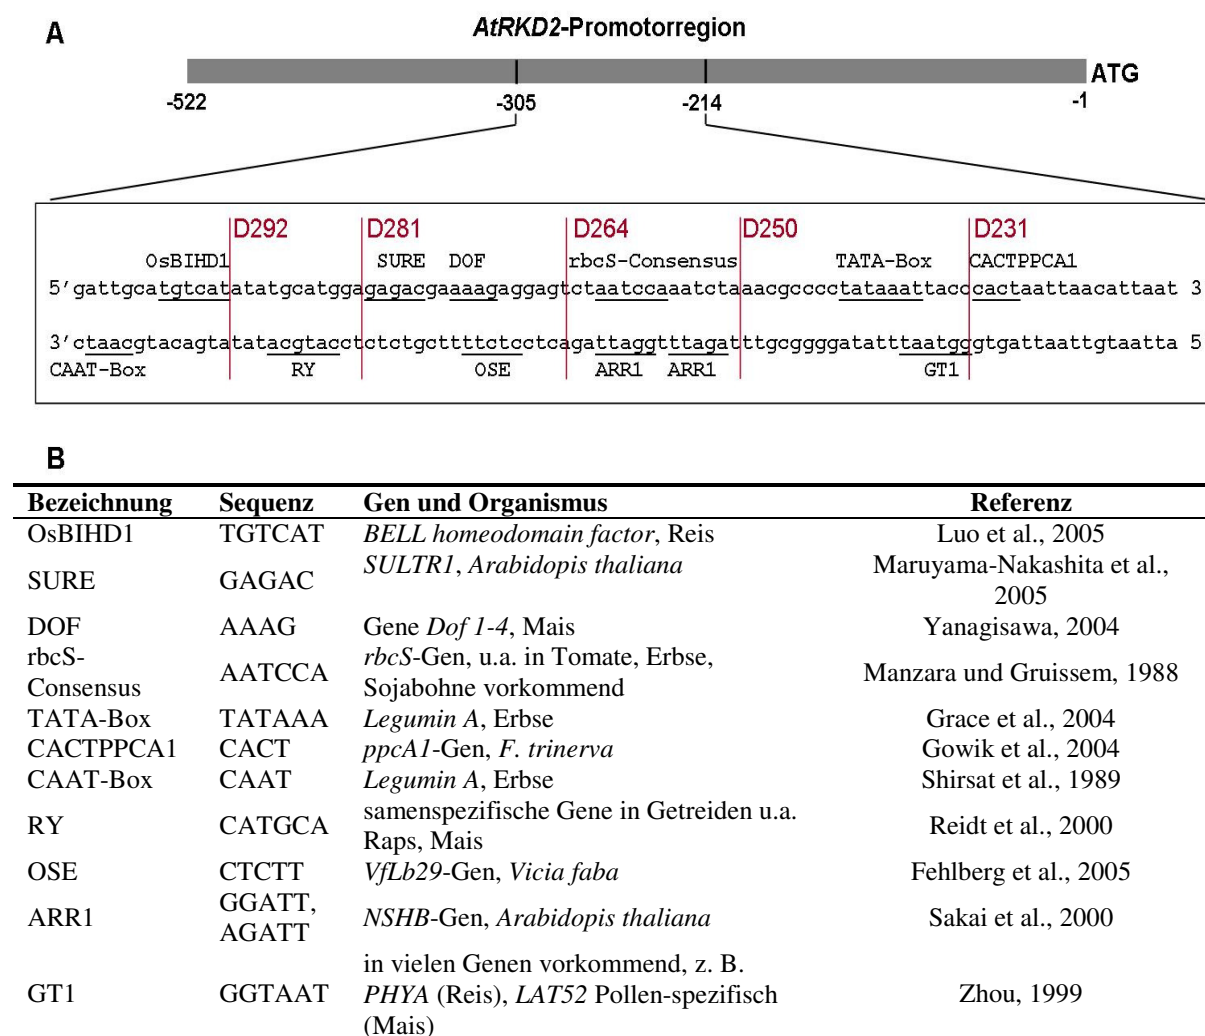 A
AtRKD2-Promotorregion
ATG
-522 -305 -214 -1
D292 D281 D264 D250 D231
OsBIHD1 SURE DOF rbcS-Consensus TATA-Box CACTPPCA1
5'gattgcatgtcatatatgcatggagagacgaaaagaggagtctaatccaaatctaaacgcccctataaattacccactaattaacattaat 3
3'ctaacgtacagtatatacgtacctctctgcttttctcctcagattaggtttagatttgcggggatatttaatgggtgattaattgtaatta 5
CAAT-Box RY OSE ARR1 ARR1 GT1
B
Bezeichnung Sequenz Gen und Organismus Referenz
OsBIHD1 TGTCAT BELL homeodomain factor, Reis Luo et al., 2005
SURE GAGAC SULTR1, Arabidopsis thaliana Maruyama-Nakashita et al.,
2005
DOF AAAG Gene Dof 1-4, Mais Yanagisawa, 2004
rbcS-
Consensus AATCCA rbcS-Gen, u.a. in Tomate, Erbse,
Sojabohne vorkommend Manzara und Gruissem, 1988
TATA-Box TATAAA Legumin A, Erbse Grace et al., 2004
CACTPPCA1 CACT ppcA1-Gen, F. trinerva Gowik et al., 2004
CAAT-Box CAAT Legumin A, Erbse Shirsat et al., 1989
RY CATGCA samenspezifische Gene in Getreiden u.a.
Raps, Mais Reidt et al., 2000
OSE CTCTT VfLb29-Gen, Vicia faba Fehlberg et al., 2005
ARR1 GGATT,
AGATT NSHB-Gen, Arabidopsis thaliana Sakai et al., 2000
in vielen Genen vorkommend, z. B.
GT1 GGTAAT PHYA (Reis), LAT52 Pollen-spezifisch Zhou, 1999
(Mais)